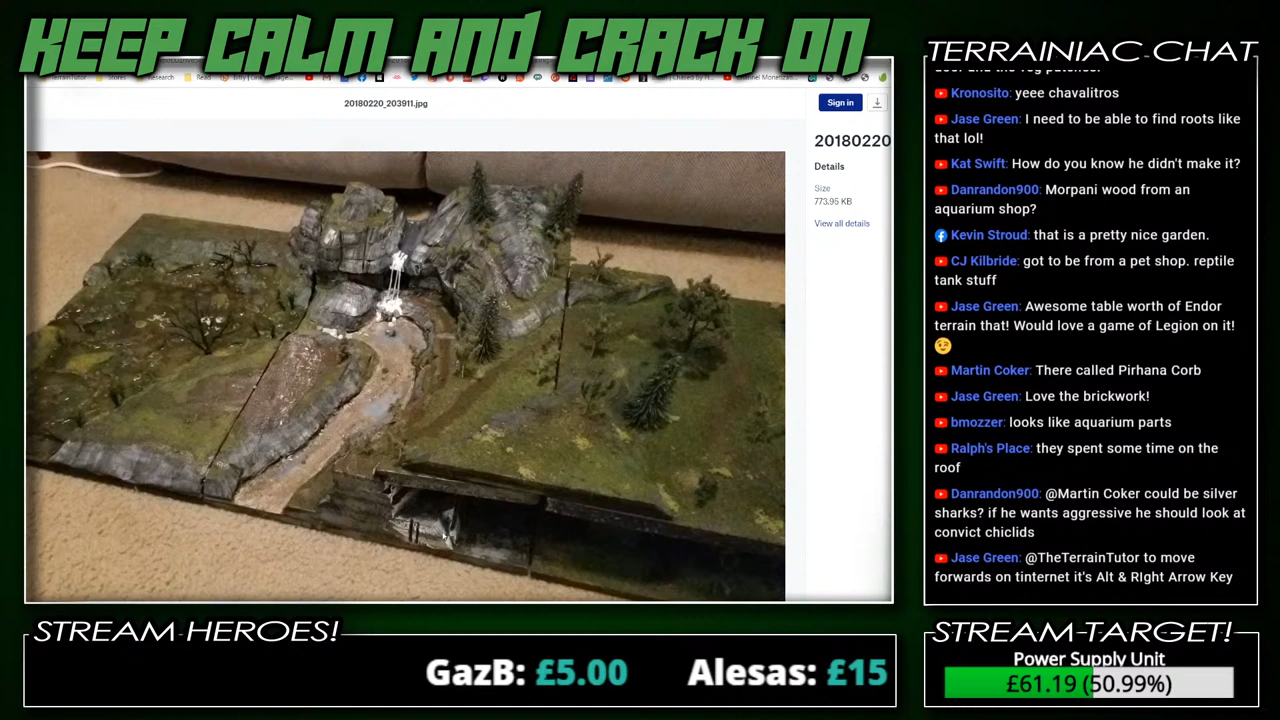 KEEP CALM AND CRACK ON
TerrainTutor
Stores
Research
Read
20180220_203911.jpg
Sign in
20180220
Details
Size
773.95 KB
View all details
TERRAINIAC CHAT
Kronosito: yeee chavalitros
Jase Green: I need to be able to find roots like
that lol!
Kat Swift: How do you know he didn't make it?
Danrandon900: Morpani wood from an
aquarium shop?
Kevin Stroud: that is a pretty nice garden.
CJ Kilbride: got to be from a pet shop. reptile
tank stuff
Jase Green: Awesome table worth of Endor
terrain that! Would love a game of Legion on it!
😉
Martin Coker: There called Pirhana Corb
Jase Green: Love the brickwork!
bmozzer: looks like aquarium parts
Ralph's Place: they spent some time on the
roof
Danrandon900: @Martin Coker could be silver
sharks? if he wants aggressive he should look at
convict chiclids
Jase Green: @TheTerrainTutor to move
forwards on tinternet it's Alt & RIght Arrow Key
STREAM HEROES!
GazB: £5.00 Alesas: £15
STREAM TARGET!
Power Supply Unit
£61.19 (50.99%)